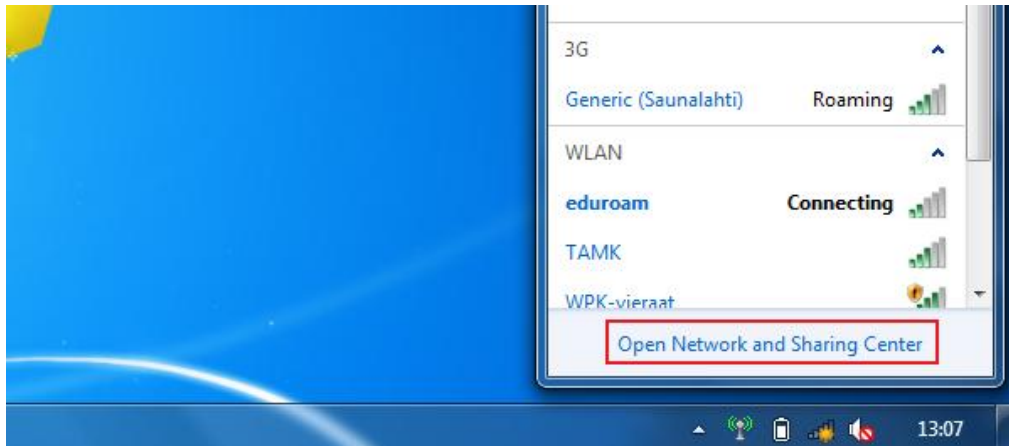 3G
Generic (Saunalahti) Roaming
WLAN
eduroam Connecting
TAMK
WPK-vieraat
Open Network and Sharing Center
13:07